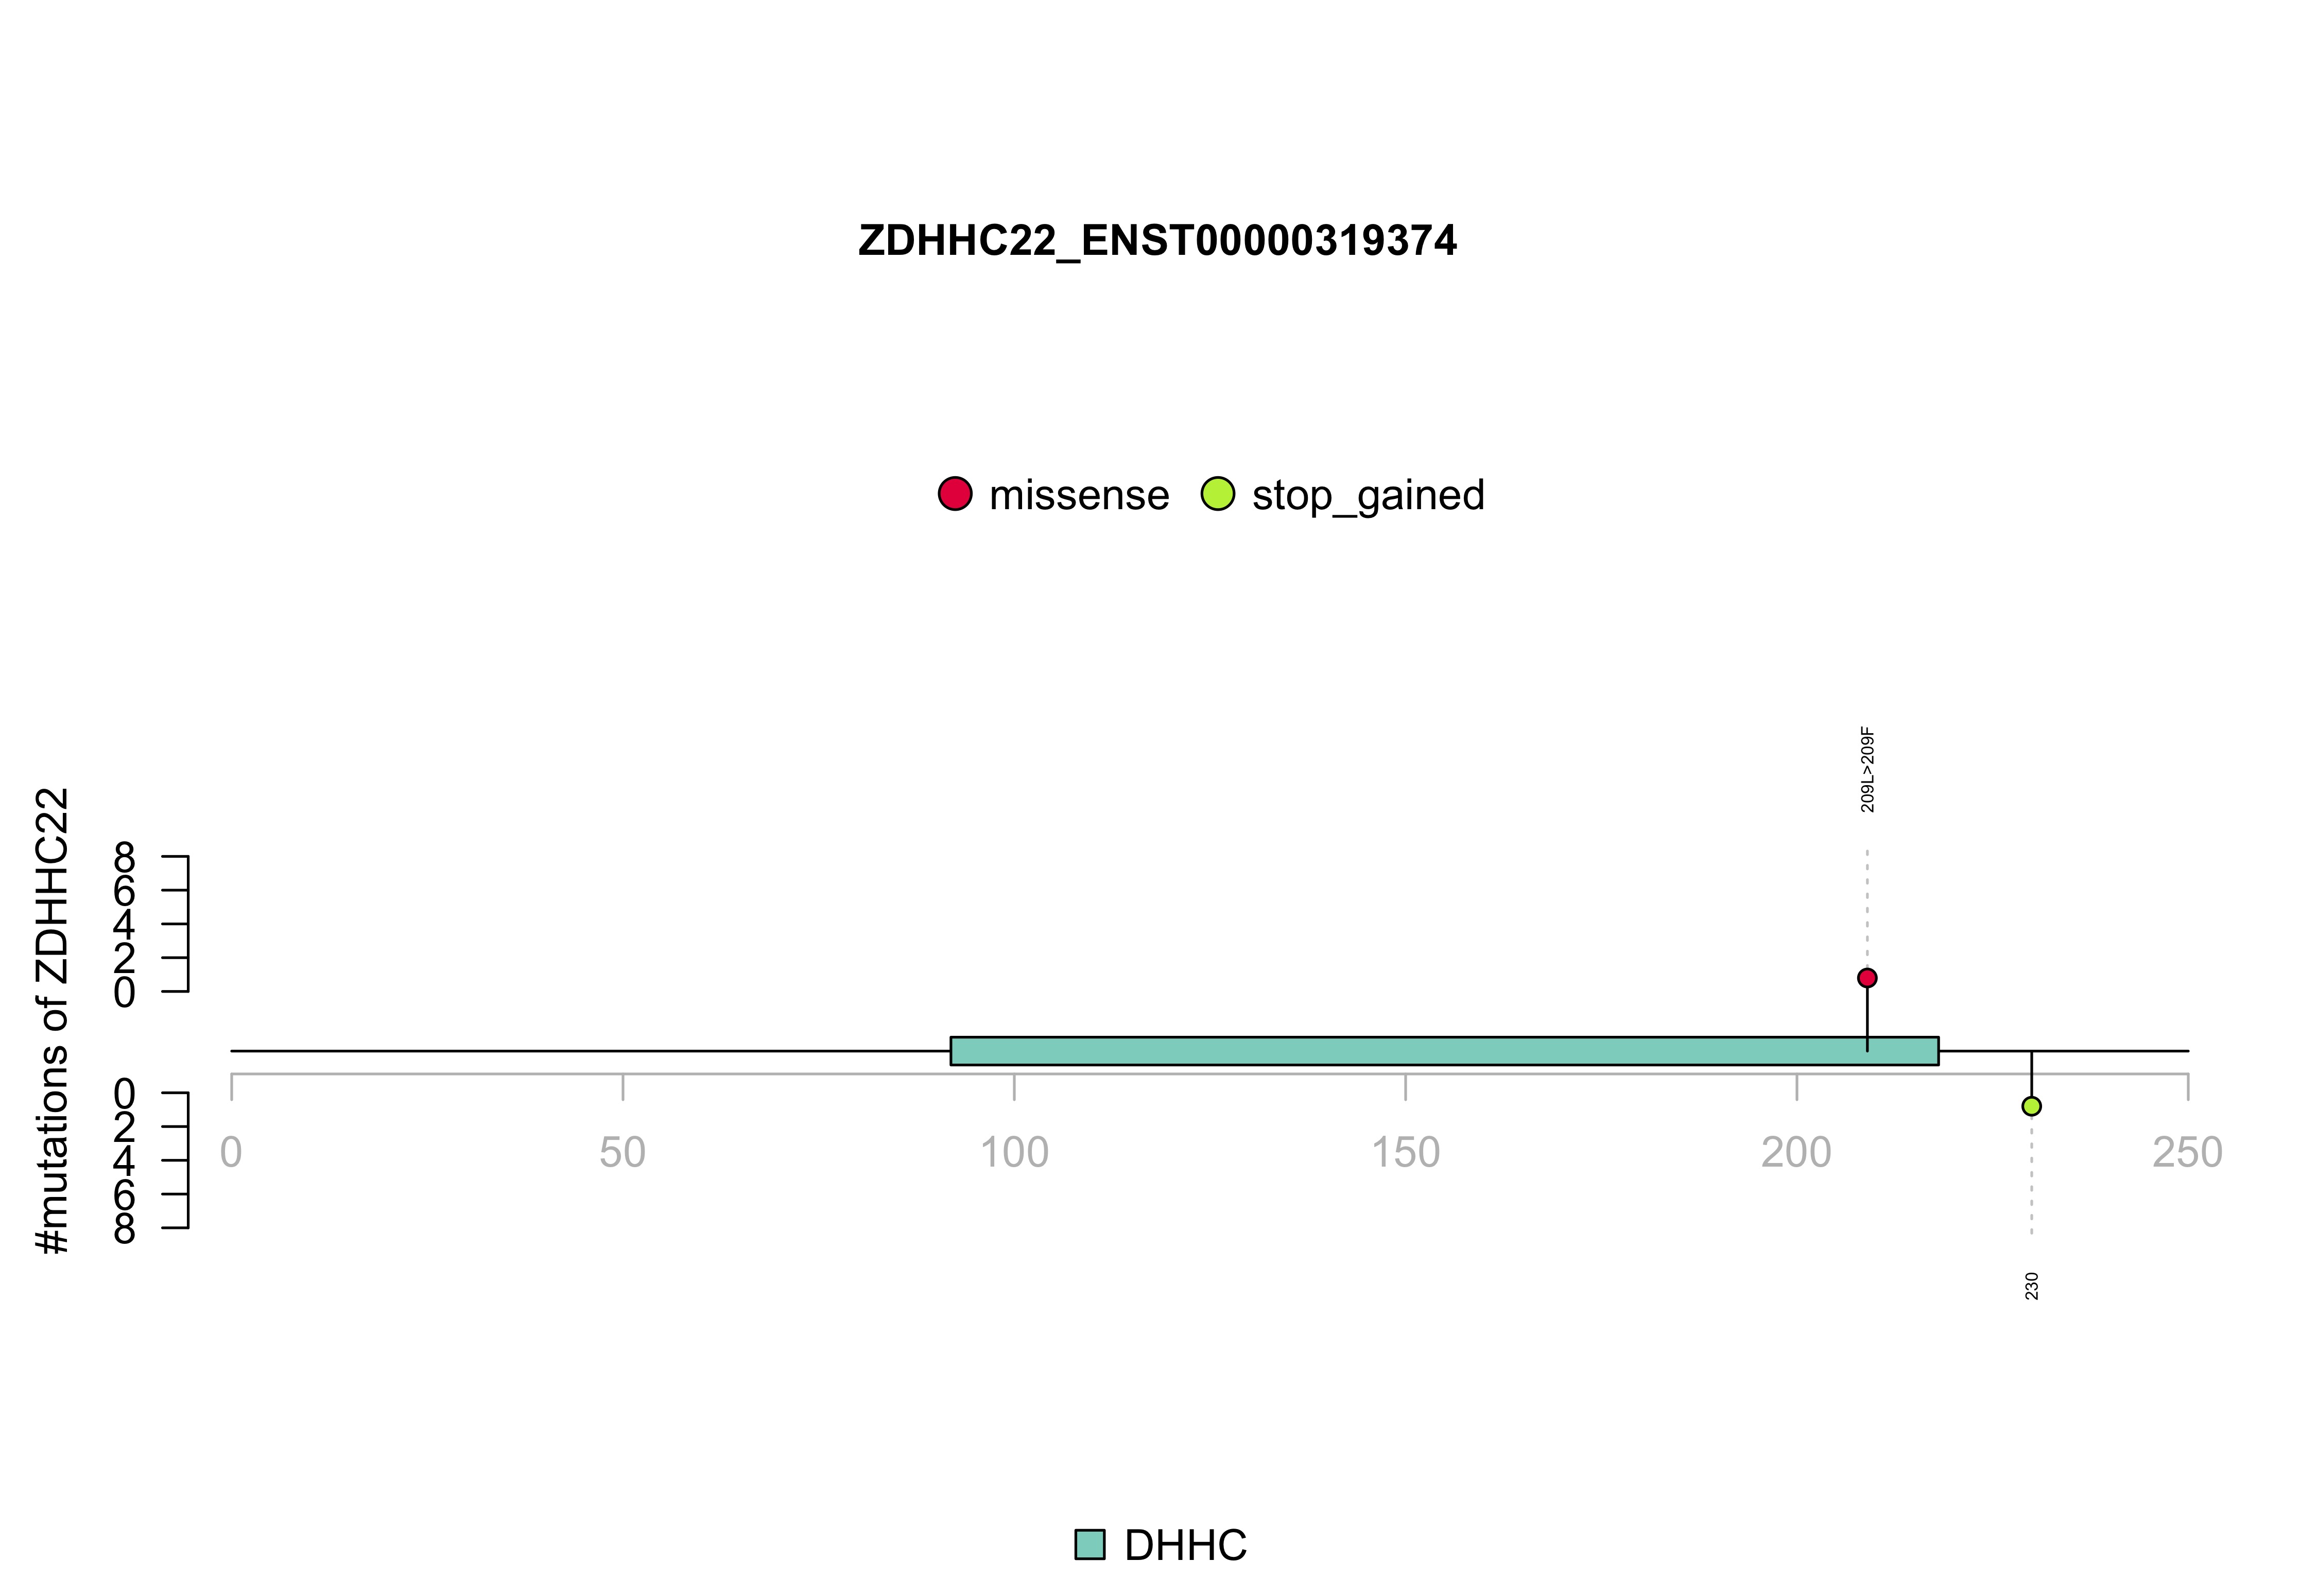 ZDHHC22_ENST00000319374
missense
stop_gained
209L>209F
#mutations of ZDHHC22
8
6
4
2
0
0
2
4
6
8
0
50
100
150
200
250
230
DHHC